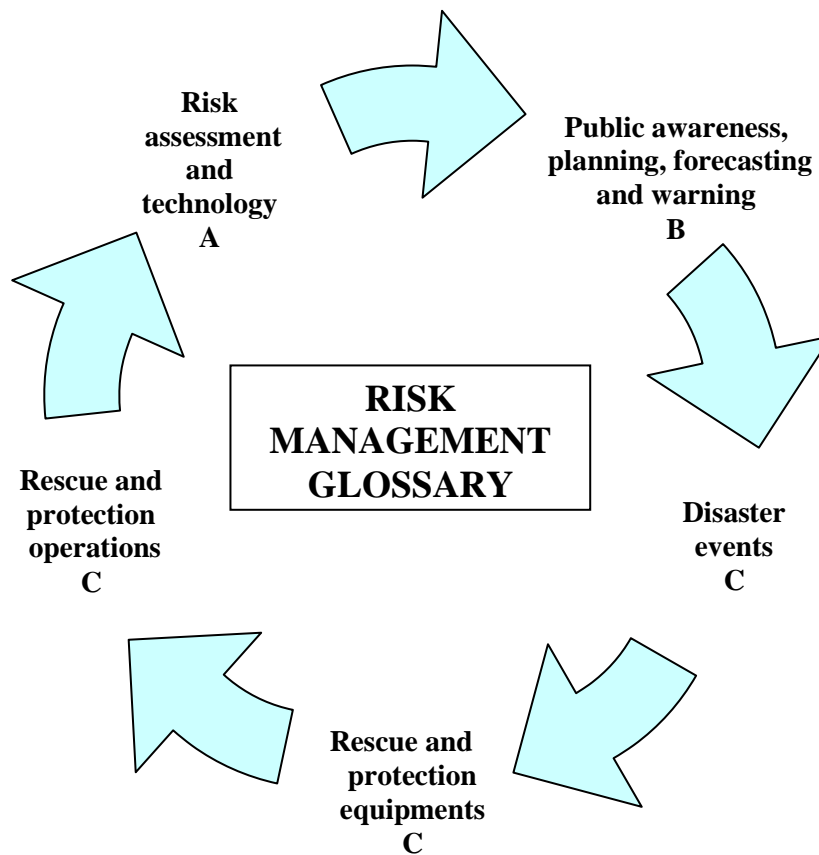 Risk
assessment
and
technology
A
Public awareness,
planning, forecasting
and warning
B
RISK
MANAGEMENT
GLOSSARY
Disaster
events
C
Rescue and
protection
equipments
C
Rescue and
protection
operations
C